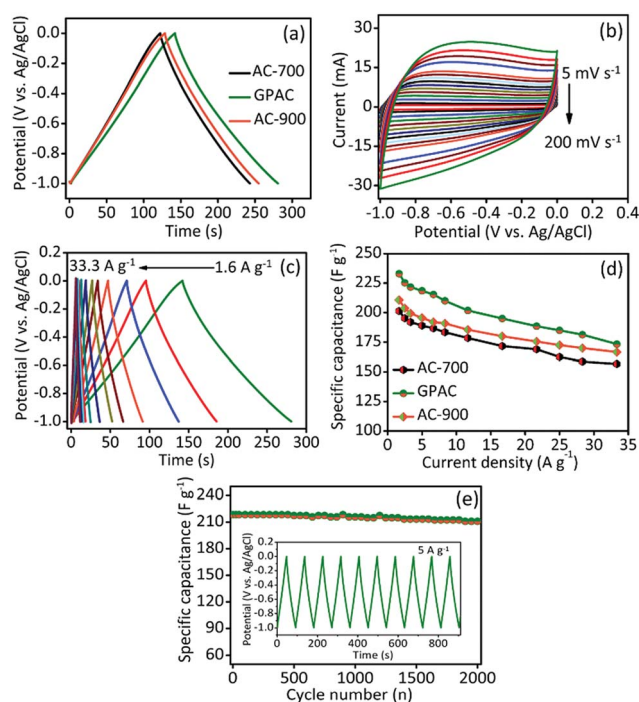 (a)
Potential (V vs. Ag/AgCl)
0.0
-0.2
-0.4
-0.6
-0.8
-1.0
AC-700
GPAC
AC-900
0 50 100 150 200 250 300
Time (s)
(b)
Current (mA)
30
15
0
-15
-30
5 mV s⁻¹
200 mV s⁻¹
-1.0 -0.8 -0.6 -0.4 -0.2 0.0 0.2 0.4
Potential (V vs. Ag/AgCl)
(c)
Potential (V vs. Ag/AgCl)
0.2
0.0
-0.2
-0.4
-0.6
-0.8
-1.0
33.3 A g⁻¹ 1.6 A g⁻¹
0 50 100 150 200 250 300
Time (s)
(d)
Specific capacitance (F g⁻¹)
250
225
200
175
150
125
100
AC-700
GPAC
AC-900
0 5 10 15 20 25 30 35
Current density (A g⁻¹)
(e)
Specific capacitance (F g⁻¹)
240
210
180
150
120
90
60
5 A g⁻¹
Potential (V vs. Ag/AgCl)
0.2
0.0
-0.2
-0.4
-0.6
-0.8
-1.0
0 200 400 600 800
Time (s)
0 500 1000 1500 2000
Cycle number (n)